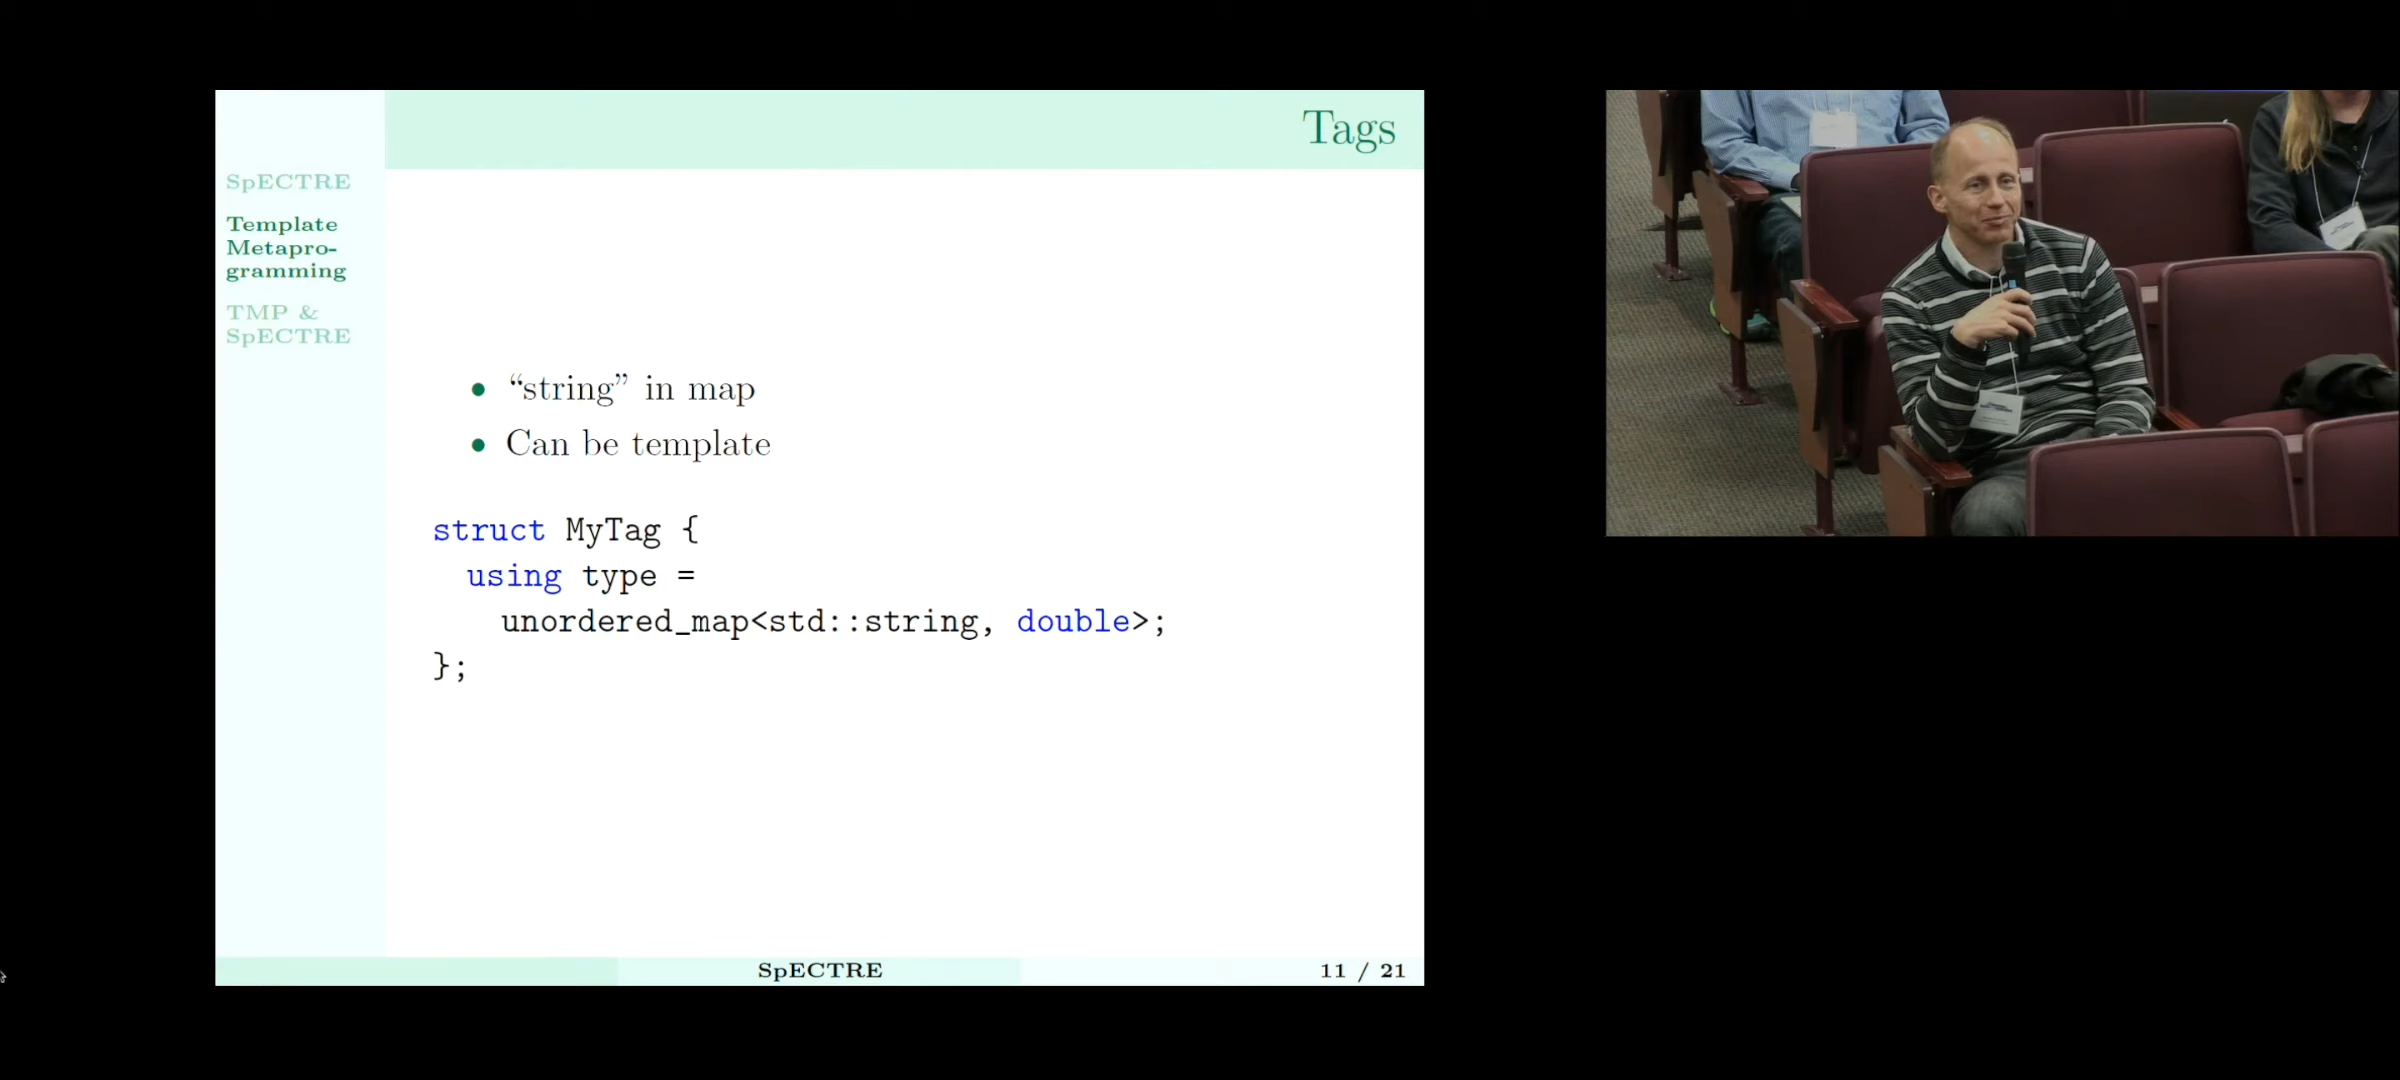 Tags
SpECTRE
Template
Metapro-
gramming
TMP &
SpECTRE
• “string” in map
• Can be template
struct MyTag {
using type =
unordered_map<std::string, double>;
};
SpECTRE
11 / 21